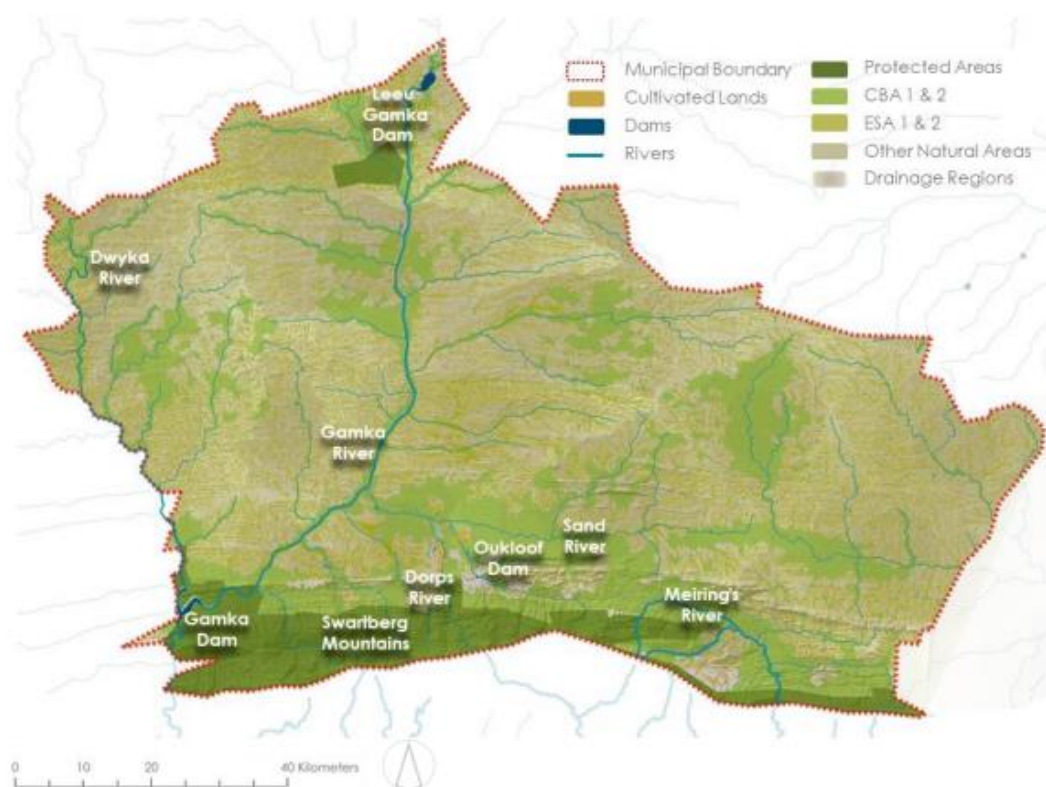 Municipal Boundary
Cultivated Lands
Dams
Rivers
Protected Areas
CBA 1 & 2
ESA 1 & 2
Other Natural Areas
Drainage Regions
Leeu
Gamka
Dam
Dwyka
River
Gamka
River
Sand
River
Oukloof
Dam
Dorps
River
Meiring's
River
Gamka
Dam
Swartberg
Mountains
0 10 20 40 Kilometers